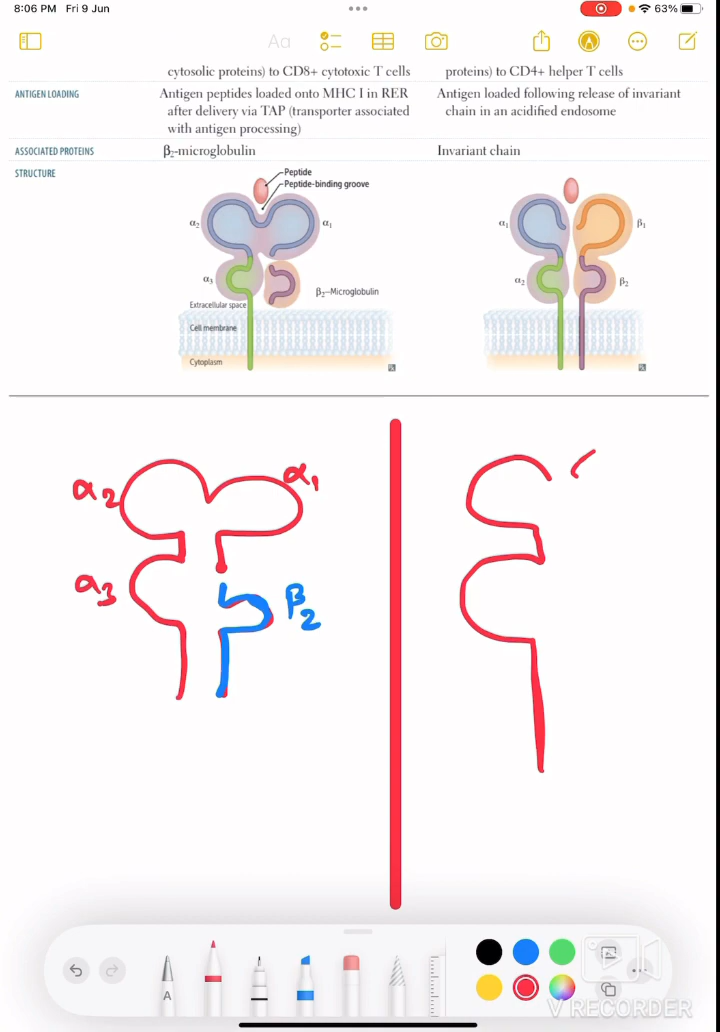 8:06 PM Fri 9 Jun
63%
Aa
cytosolic proteins) to CD8+ cytotoxic T cells
proteins) to CD4+ helper T cells
ANTIGEN LOADING
Antigen peptides loaded onto MHC I in RER
after delivery via TAP (transporter associated
with antigen processing)
Antigen loaded following release of invariant
chain in an acidified endosome
ASSOCIATED PROTEINS
β₂-microglobulin
Invariant chain
STRUCTURE
Peptide
Peptide-binding groove
α₂
α₁
α₃
β₂–Microglobulin
Extracellular space
Cell membrane
Cytoplasm
α₁
β₁
α₂
β₂
α₂
α₁
α₃
β₂
A
V RECORDER